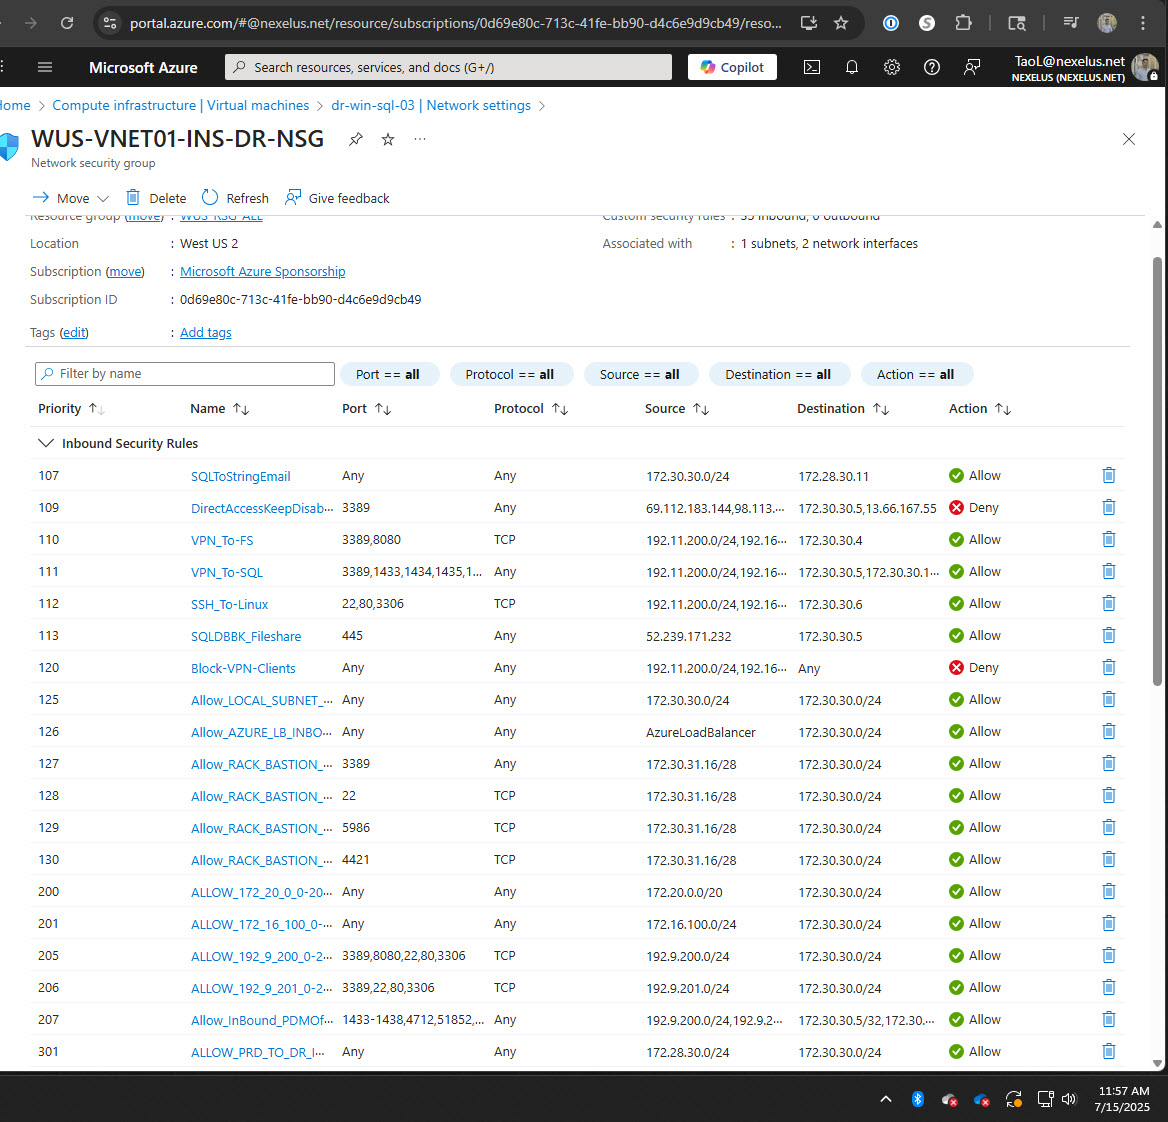 portal.azure.com/#@nexelus.net/resource/subscriptions/0d69e80c-713c-41fe-bb90-d4c6e9d9cb49/reso...
Microsoft Azure
Search resources, services, and docs (G+/)
Copilot
TaoL@nexelus.net
NEXELUS (NEXELUS.NET)
Home > Compute infrastructure | Virtual machines > dr-win-sql-03 | Network settings >
WUS-VNET01-INS-DR-NSG
Network security group
Move Delete Refresh Give feedback
Resource group (move) : WUS-RSG-ALL Custom security rules : 35 inbound, 0 outbound
Location : West US 2 Associated with : 1 subnets, 2 network interfaces
Subscription (move) : Microsoft Azure Sponsorship
Subscription ID : 0d69e80c-713c-41fe-bb90-d4c6e9d9cb49
Tags (edit) : Add tags
Filter by name Port == all Protocol == all Source == all Destination == all Action == all
Priority Name Port Protocol Source Destination Action
Inbound Security Rules
107 SQLToStringEmail Any Any 172.30.30.0/24 172.28.30.11 Allow
109 DirectAccessKeepDisab... 3389 Any 69.112.183.144,98.113.... 172.30.30.5,13.66.167.55 Deny
110 VPN_To-FS 3389,8080 TCP 192.11.200.0/24,192.16... 172.30.30.4 Allow
111 VPN_To-SQL 3389,1433,1434,1435,1... Any 192.11.200.0/24,192.16... 172.30.30.5,172.30.30.1... Allow
112 SSH_To-Linux 22,80,3306 TCP 192.11.200.0/24,192.16... 172.30.30.6 Allow
113 SQLDBBK_Fileshare 445 Any 52.239.171.232 172.30.30.5 Allow
120 Block-VPN-Clients Any Any 192.11.200.0/24,192.16... Any Deny
125 Allow_LOCAL_SUBNET_... Any Any 172.30.30.0/24 172.30.30.0/24 Allow
126 Allow_AZURE_LB_INBO... Any Any AzureLoadBalancer 172.30.30.0/24 Allow
127 Allow_RACK_BASTION_... 3389 Any 172.30.31.16/28 172.30.30.0/24 Allow
128 Allow_RACK_BASTION_... 22 TCP 172.30.31.16/28 172.30.30.0/24 Allow
129 Allow_RACK_BASTION_... 5986 TCP 172.30.31.16/28 172.30.30.0/24 Allow
130 Allow_RACK_BASTION_... 4421 TCP 172.30.31.16/28 172.30.30.0/24 Allow
200 ALLOW_172_20_0_0-20... Any Any 172.20.0.0/20 172.30.30.0/24 Allow
201 ALLOW_172_16_100_0-... Any Any 172.16.100.0/24 172.30.30.0/24 Allow
205 ALLOW_192_9_200_0-2... 3389,8080,22,80,3306 TCP 192.9.200.0/24 172.30.30.0/24 Allow
206 ALLOW_192_9_201_0-2... 3389,22,80,3306 TCP 192.9.201.0/24 172.30.30.0/24 Allow
207 Allow_InBound_PDMOf... 1433-1438,4712,51852,... Any 192.9.200.0/24,192.9.2... 172.30.30.5/32,172.30.... Allow
301 ALLOW_PRD_TO_DR_I... Any Any 172.28.30.0/24 172.30.30.0/24 Allow
11:57 AM
7/15/2025